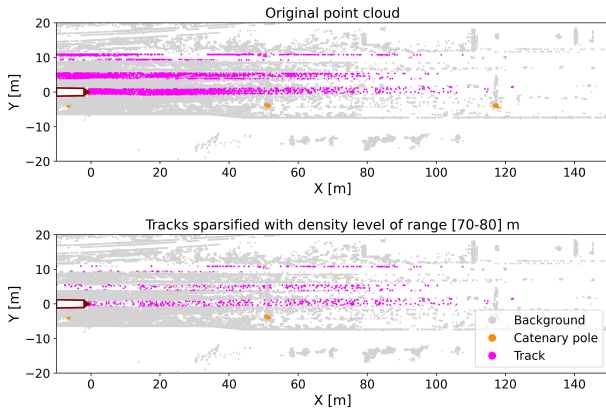 Original point cloud
20
10
0
−10
−20
Y [m]
0 20 40 60 80 100 120 140
X [m]
Tracks sparsified with density level of range [70-80] m
20
10
0
−10
−20
Y [m]
Background
Catenary pole
Track
0 20 40 60 80 100 120 140
X [m]